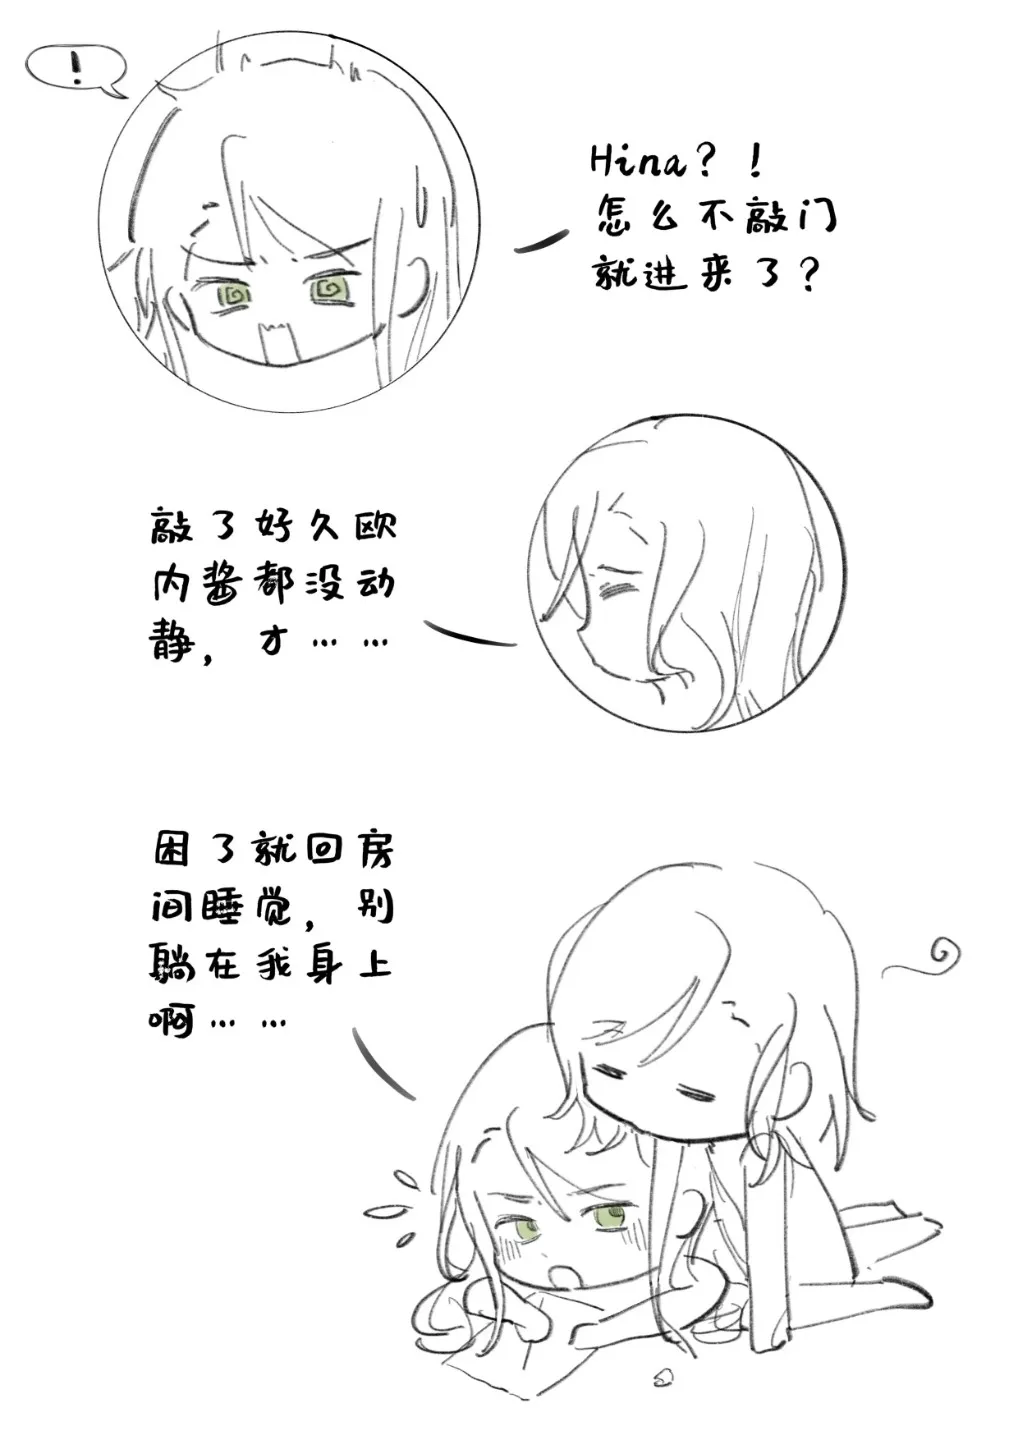 !
Hina？！
怎么不敲门
就进来了？
敲了好久欧
内酱都没动
静，才……
困了就回房
间睡觉，别
躺在我身上
啊……